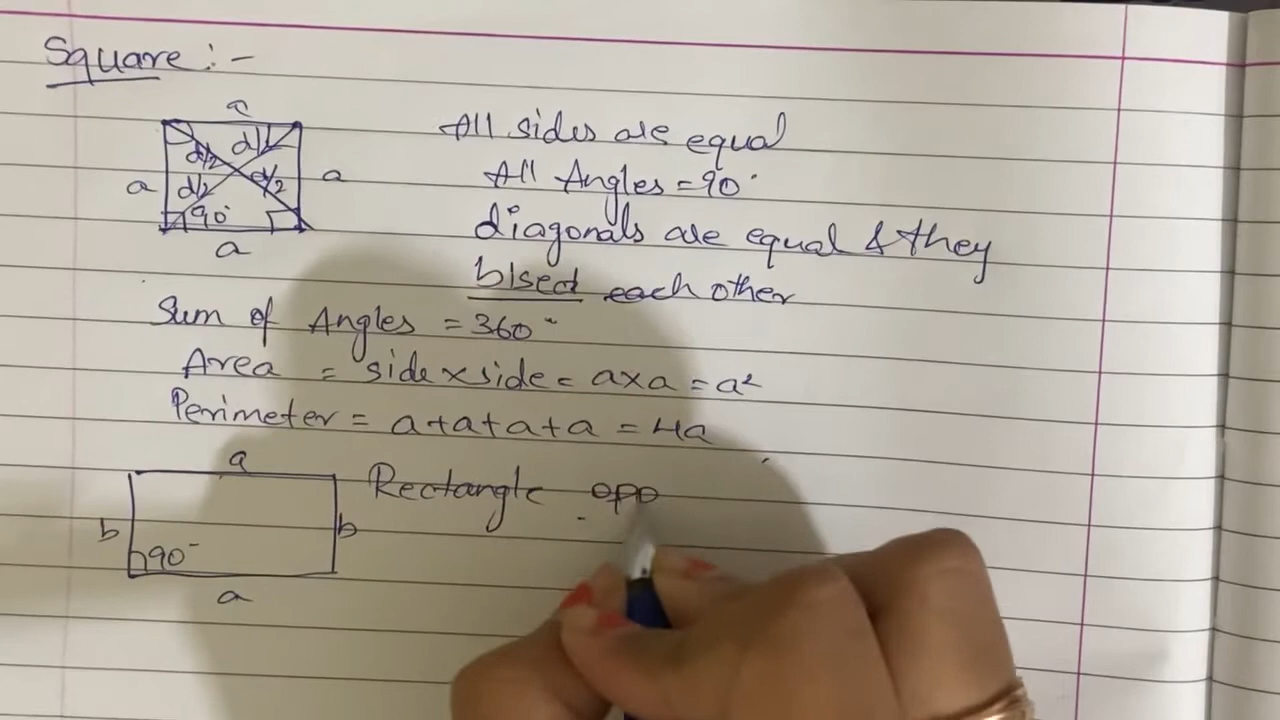 Square :-
a
d/2 d/2
a d/2 d/2 a
90°
a
All sides are equal
All Angles = 90°
diagonals are equal & they
bisect each other
Sum of Angles = 360°
Area = side × side = a × a = a²
Perimeter = a + a + a + a = 4a
a
Rectangle oppo
b b
90°
a